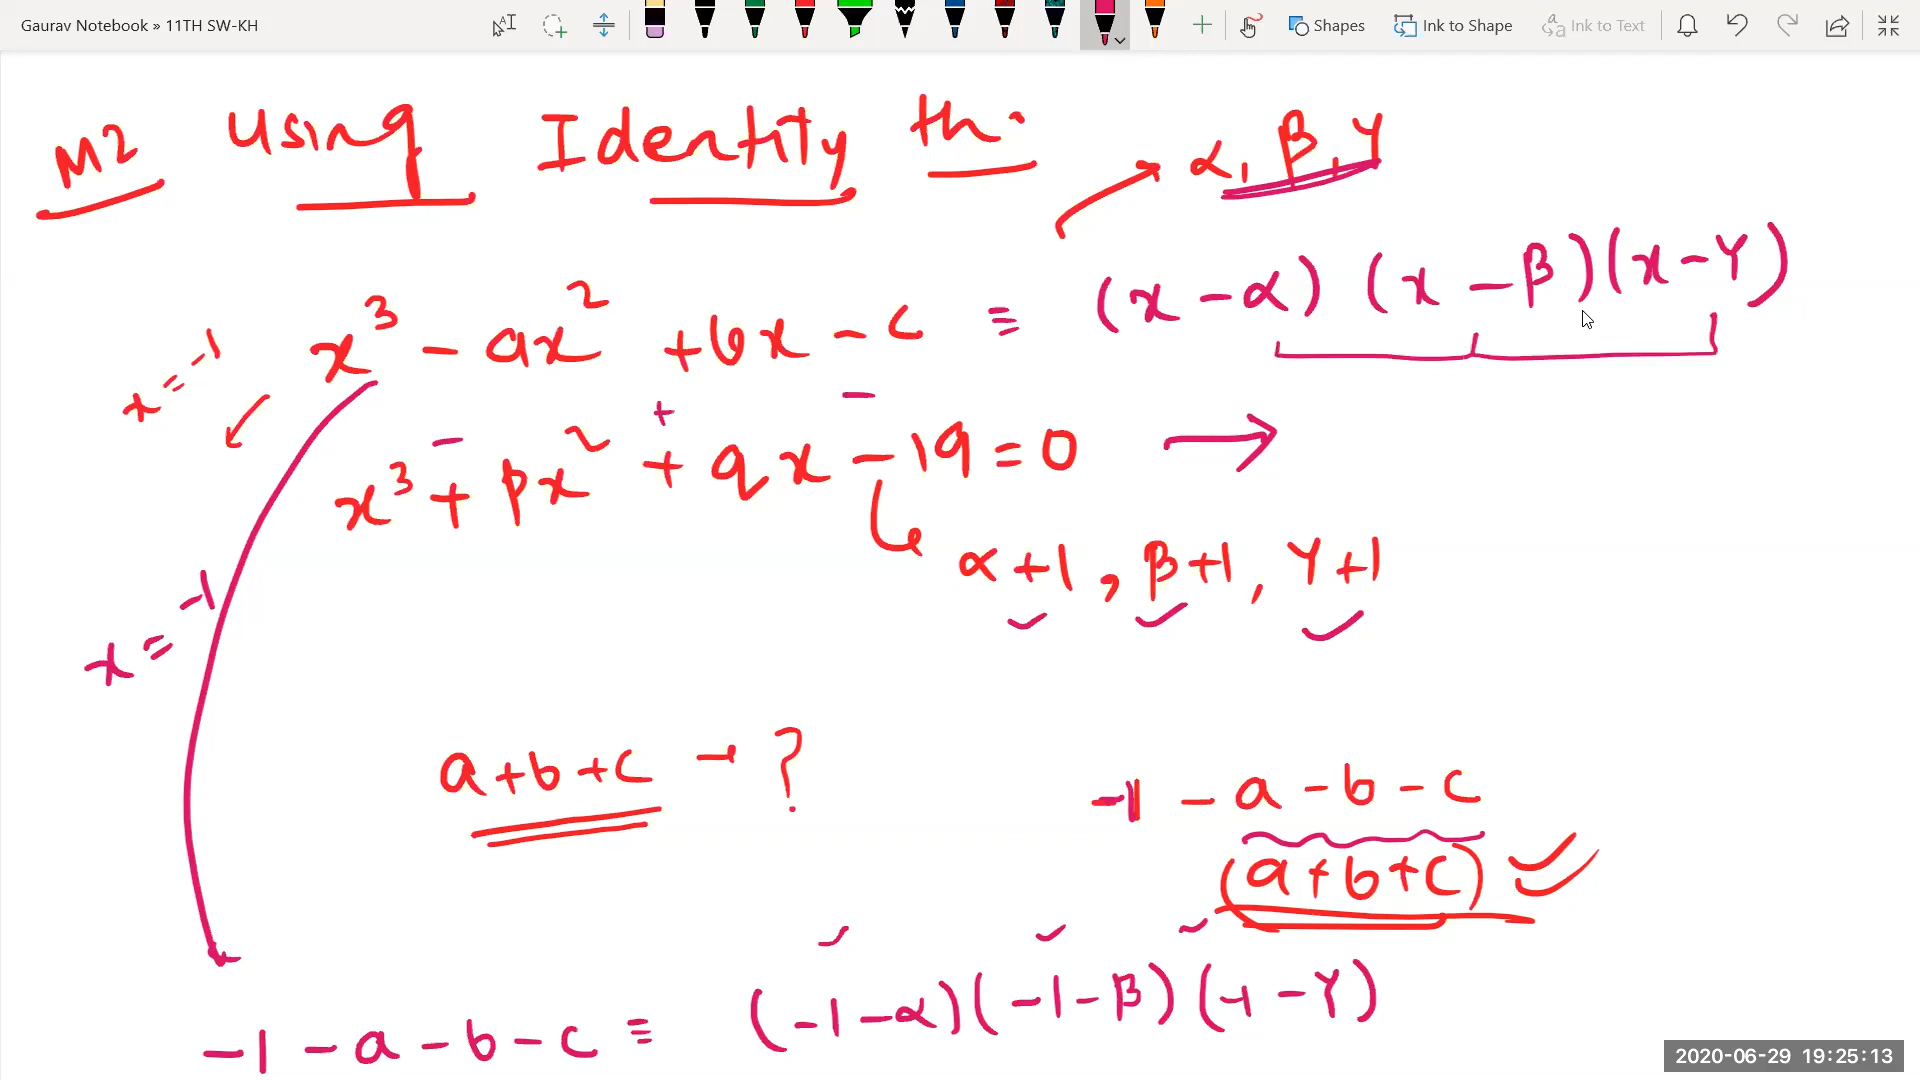 Gaurav Notebook » 11TH SW-KH
Shapes
Ink to Shape
Ink to Text
M2 Using Identity th.
α, β, γ
x³ - ax² + bx - c ≡ (x - α) (x - β)(x - γ)
x = -1
- + -
x³ + px² + qx - 19 = 0 →
α+1, β+1, γ+1
x = -1
a+b+c → ?
-1 - a - b - c
(a+b+c)
-1 - a - b - c ≡ (-1-α)(-1-β)(-1-γ)
2020-06-29 19:25:13